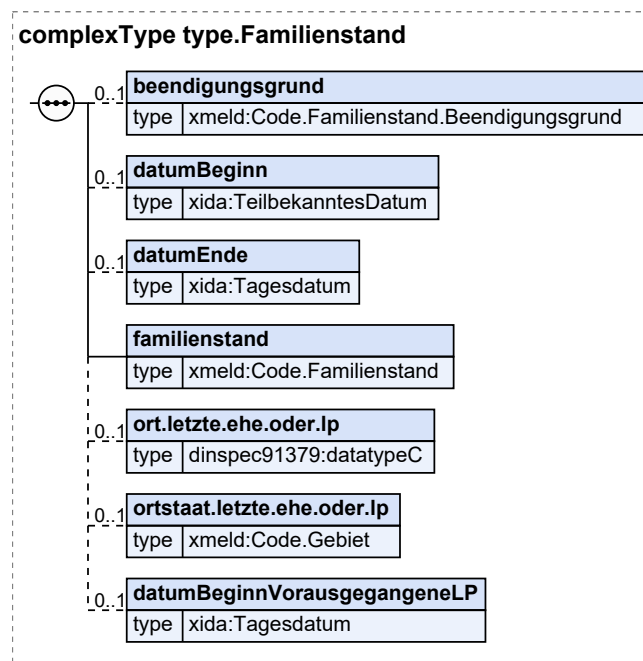 complexType type.Familienstand
0..1 beendigungsgrund
type xmeld:Code.Familienstand.Beendigungsgrund
0..1 datumBeginn
type xida:TeilbekanntesDatum
0..1 datumEnde
type xida:Tagesdatum
familienstand
type xmeld:Code.Familienstand
0..1 ort.letzte.ehe.oder.lp
type dinspec91379:datatypeC
0..1 ortstaat.letzte.ehe.oder.lp
type xmeld:Code.Gebiet
0..1 datumBeginnVorausgegangeneLP
type xida:Tagesdatum